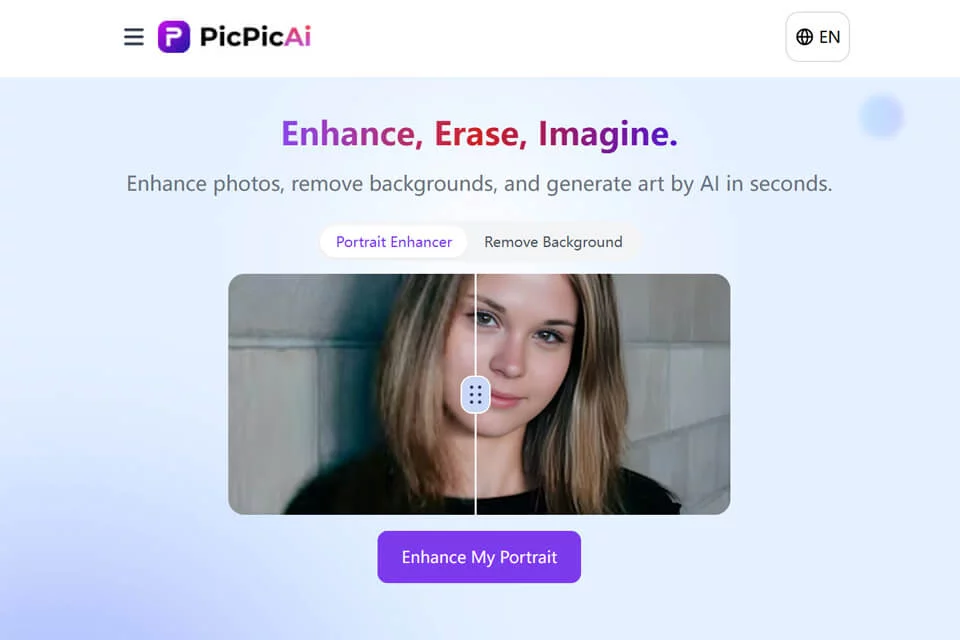 PicPicAi
EN
Enhance, Erase, Imagine.
Enhance photos, remove backgrounds, and generate art by AI in seconds.
Portrait Enhancer
Remove Background
Enhance My Portrait